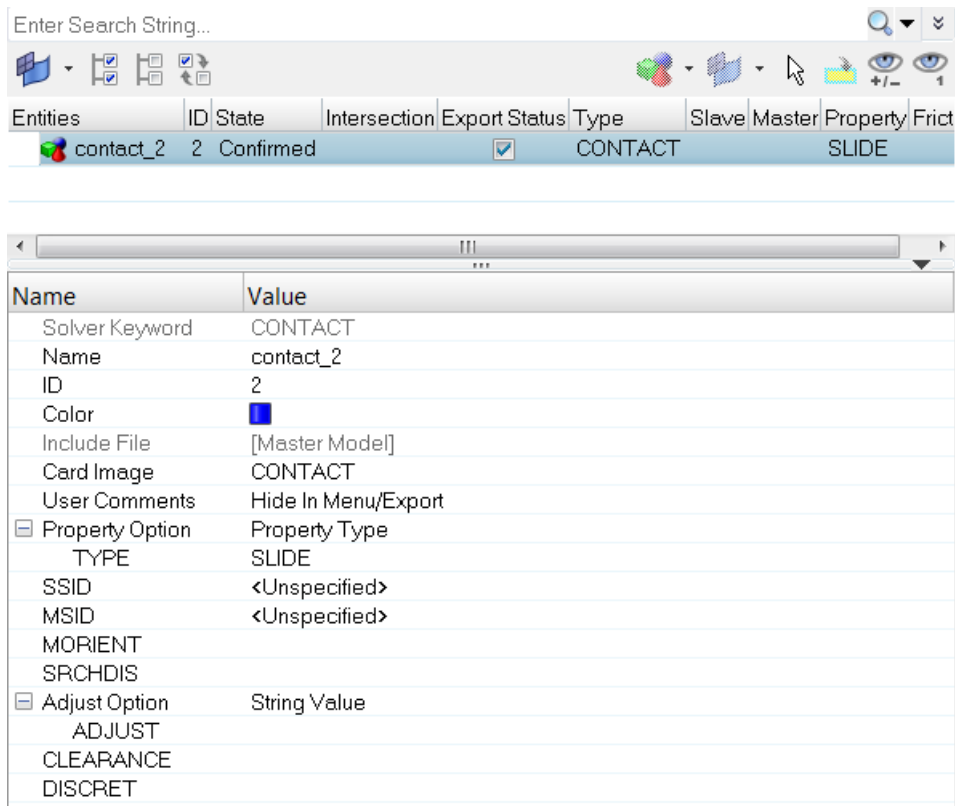 Enter Search String...
+/- 1
Entities ID State Intersection Export Status Type Slave Master Property Frict
contact_2 2 Confirmed CONTACT SLIDE
Name Value
Solver Keyword CONTACT
Name contact_2
ID 2
Color
Include File [Master Model]
Card Image CONTACT
User Comments Hide In Menu/Export
Property Option Property Type
TYPE SLIDE
SSID <Unspecified>
MSID <Unspecified>
MORIENT
SRCHDIS
Adjust Option String Value
ADJUST
CLEARANCE
DISCRET